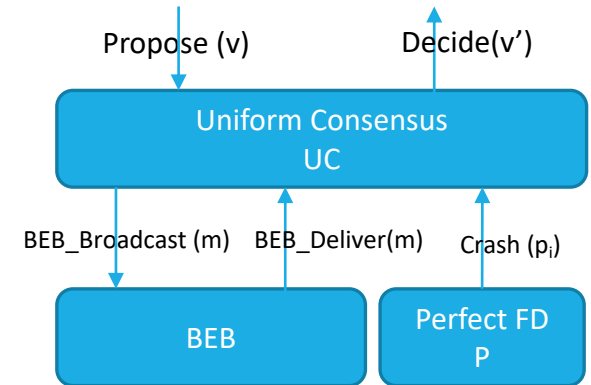 Propose (v)
Decide(v’)
Uniform Consensus
UC
BEB_Broadcast (m)
BEB_Deliver(m)
Crash (pi)
BEB
Perfect FD
P